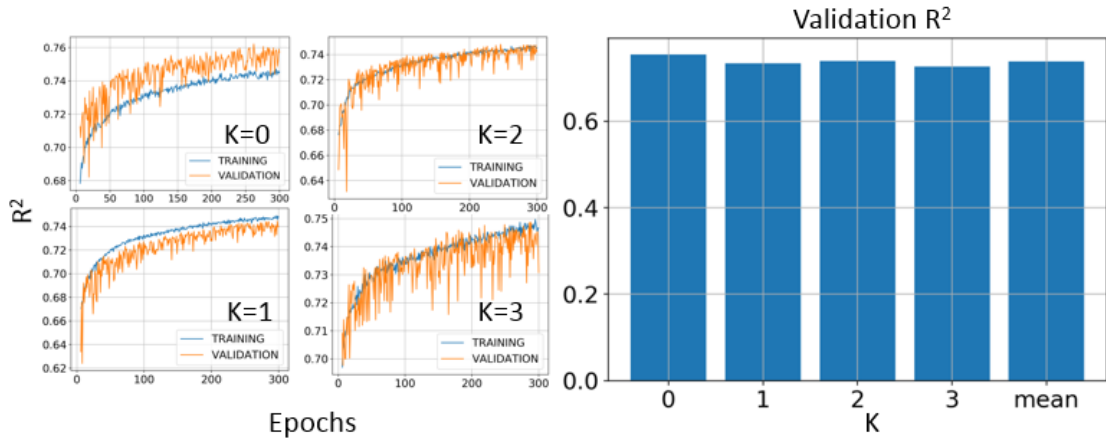 Validation R²
0.76
0.74
0.72
0.70
0.68
0 50 100 150 200 250 300
K=0
TRAINING
VALIDATION
0.74
0.72
0.70
0.68
0.66
0.64
0 100 200 300
K=2
TRAINING
VALIDATION
R²
0.74
0.72
0.70
0.68
0.66
0.64
0.62
0 100 200 300
K=1
TRAINING
VALIDATION
0.75
0.74
0.73
0.72
0.71
0.70
0 100 200 300
K=3
TRAINING
VALIDATION
Epochs
0.6
0.4
0.2
0.0
0 1 2 3 mean
K